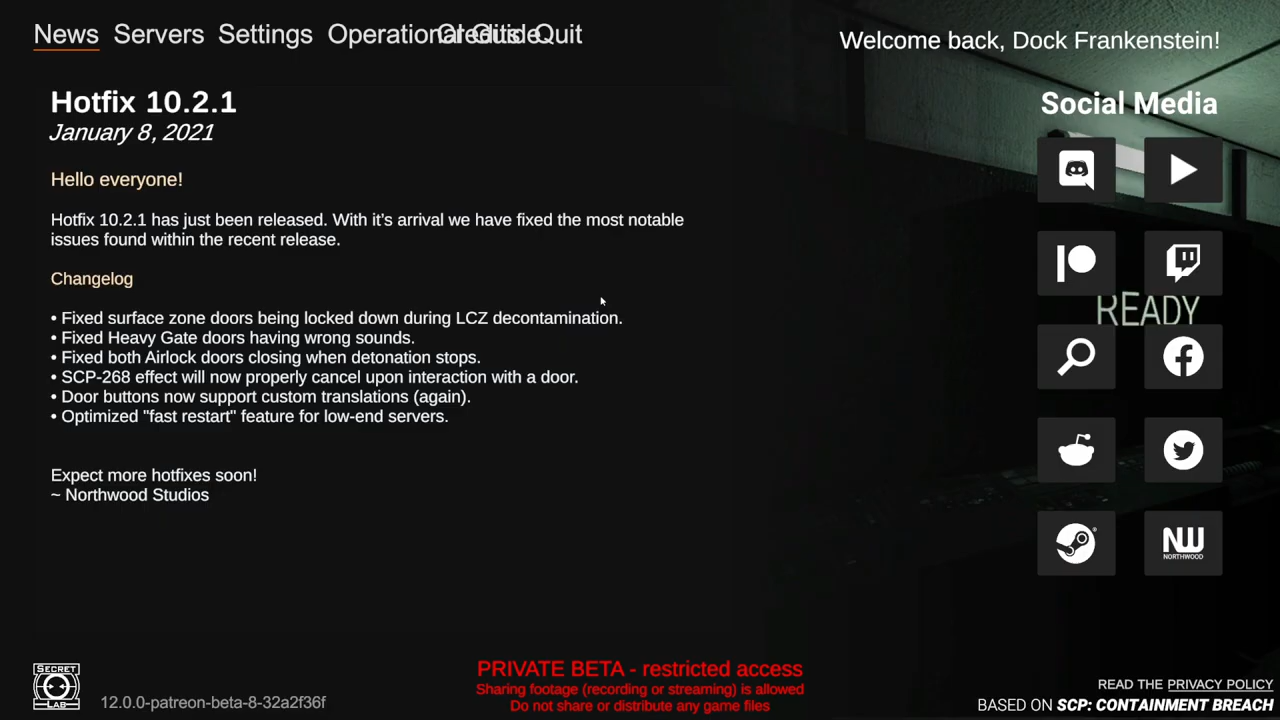 News Servers Settings Operational Guide Credits Quit
Welcome back, Dock Frankenstein!
Hotfix 10.2.1
January 8, 2021
Hello everyone!
Hotfix 10.2.1 has just been released. With it's arrival we have fixed the most notable
issues found within the recent release.
Changelog
• Fixed surface zone doors being locked down during LCZ decontamination.
• Fixed Heavy Gate doors having wrong sounds.
• Fixed both Airlock doors closing when detonation stops.
• SCP-268 effect will now properly cancel upon interaction with a door.
• Door buttons now support custom translations (again).
• Optimized "fast restart" feature for low-end servers.
Expect more hotfixes soon!
~ Northwood Studios
Social Media
READY
NW
NORTHWOOD
SECRET
LAB
12.0.0-patreon-beta-8-32a2f36f
PRIVATE BETA - restricted access
Sharing footage (recording or streaming) is allowed
Do not share or distribute any game files
READ THE PRIVACY POLICY
BASED ON SCP: CONTAINMENT BREACH